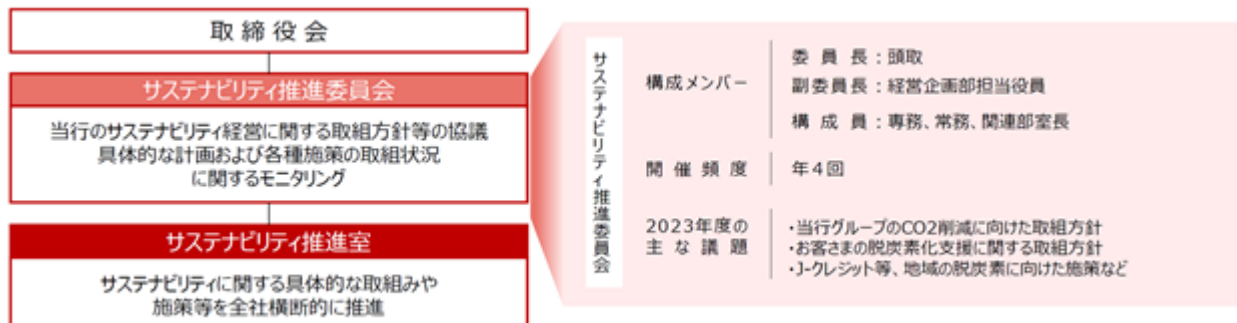 取締役会
サステナビリティ推進委員会
当行のサステナビリティ経営に関する取組方針等の協議
具体的な計画および各種施策の取組状況
に関するモニタリング
サステナビリティ推進室
サステナビリティに関する具体的な取組みや
施策等を全社横断的に推進
サステナビリティ推進委員会
構成メンバー
委員長：頭取
副委員長：経営企画部担当役員
構成員：専務、常務、関連部室長
開催頻度
年４回
2023年度の
主な議題
・当行グループのCO2削減に向けた取組方針
・お客さまの脱炭素化支援に関する取組方針
・J-クレジット等、地域の脱炭素に向けた施策など